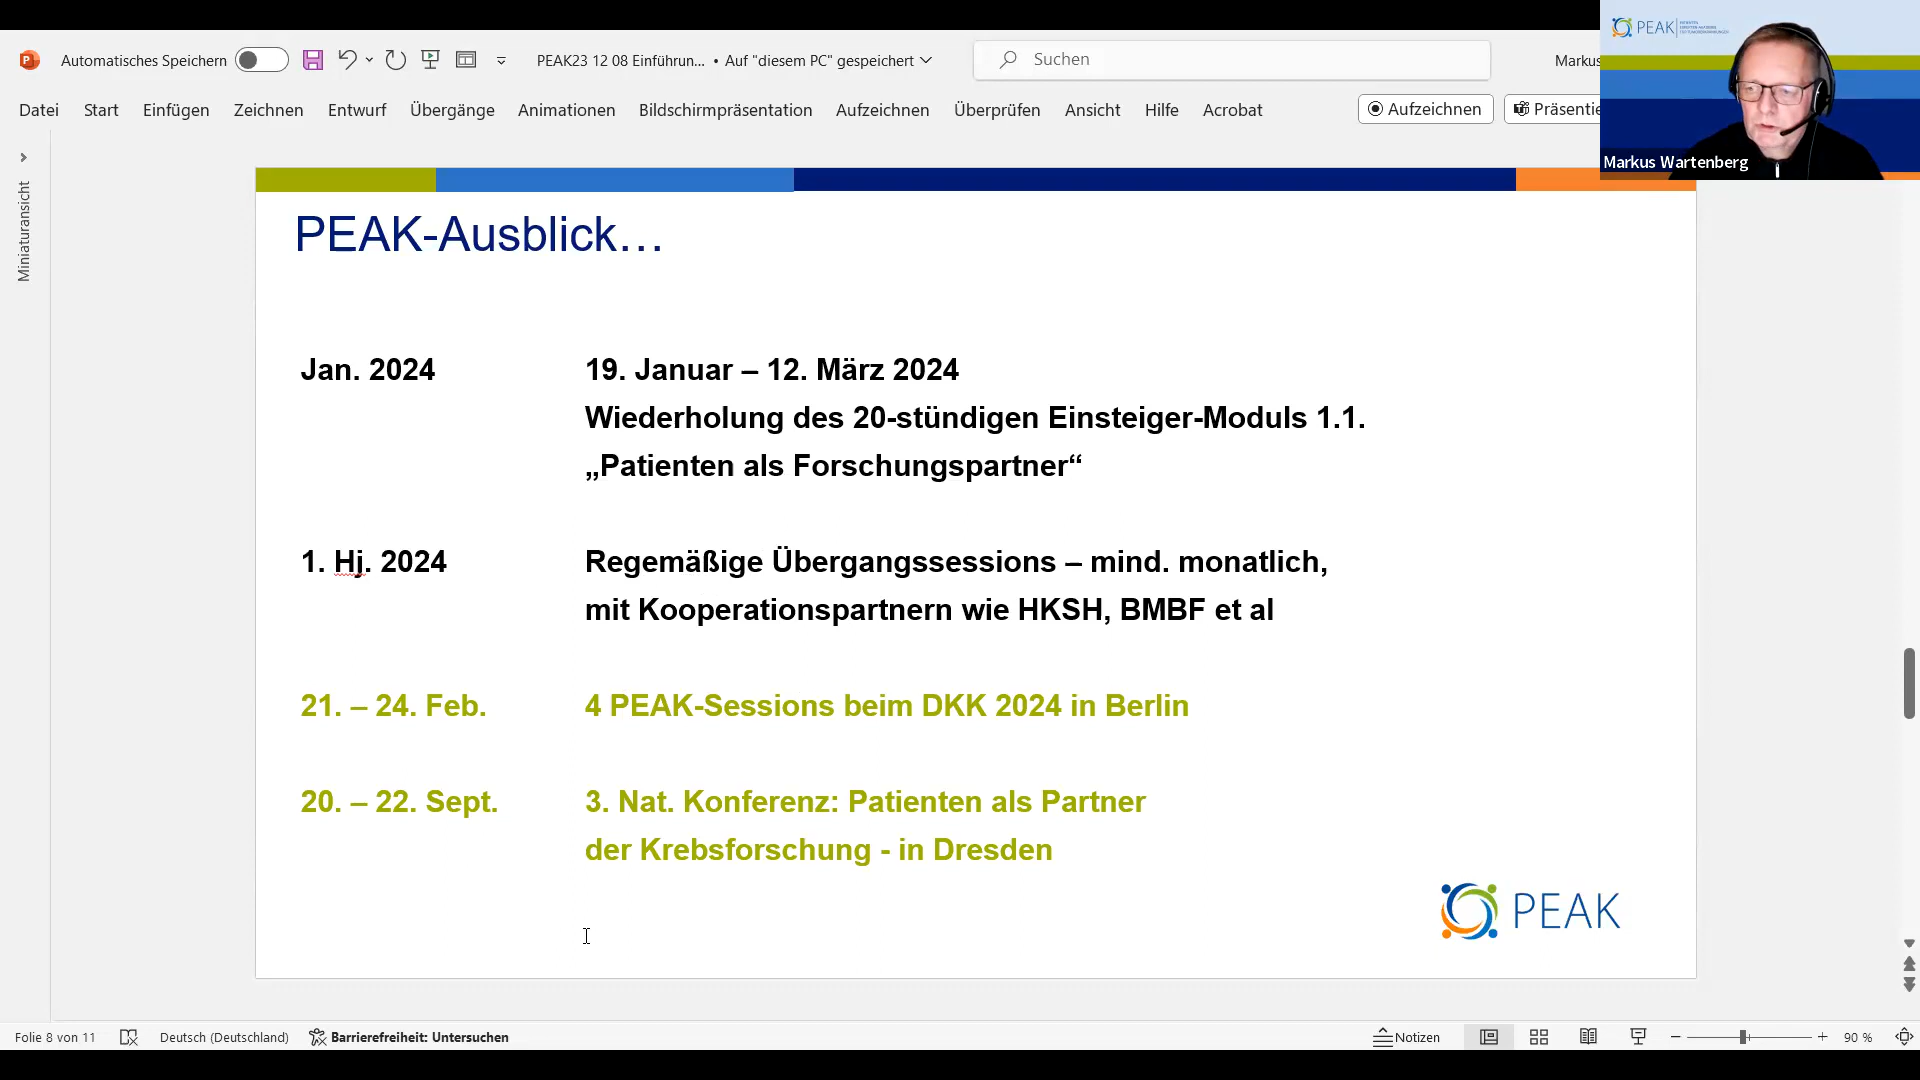 Automatisches Speichern
PEAK23 12 08 Einführun... • Auf "diesem PC" gespeichert
Suchen
Markus
PEAK
Datei Start Einfügen Zeichnen Entwurf Übergänge Animationen Bildschirmpräsentation Aufzeichnen Überprüfen Ansicht Hilfe Acrobat
Aufzeichnen
Präsentie
Markus Wartenberg
Miniaturansicht
PEAK-Ausblick…
Jan. 2024 19. Januar – 12. März 2024
Wiederholung des 20-stündigen Einsteiger-Moduls 1.1.
„Patienten als Forschungspartner“
1. Hj. 2024 Regemäßige Übergangssessions – mind. monatlich,
mit Kooperationspartnern wie HKSH, BMBF et al
21. – 24. Feb. 4 PEAK-Sessions beim DKK 2024 in Berlin
20. – 22. Sept. 3. Nat. Konferenz: Patienten als Partner
der Krebsforschung - in Dresden
PEAK
Folie 8 von 11 Deutsch (Deutschland) Barrierefreiheit: Untersuchen Notizen 90 %